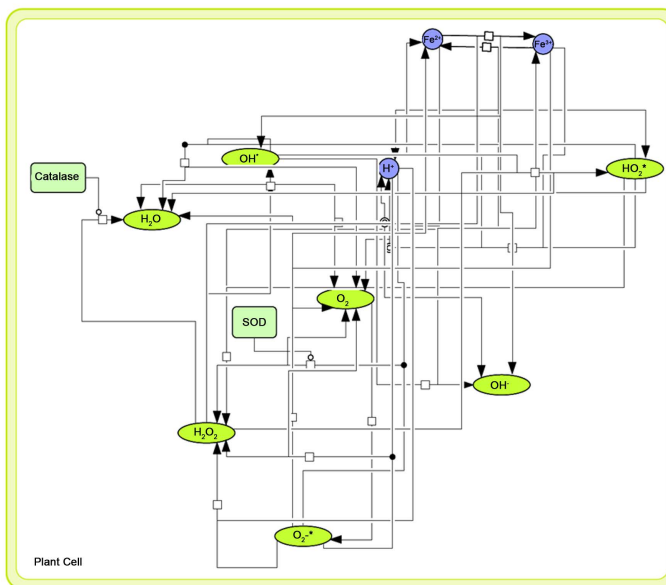 Fe2+
Fe3+
OH*
H+
HO2*
Catalase
H2O
O2
SOD
OH-
H2O2
O2-*
Plant Cell